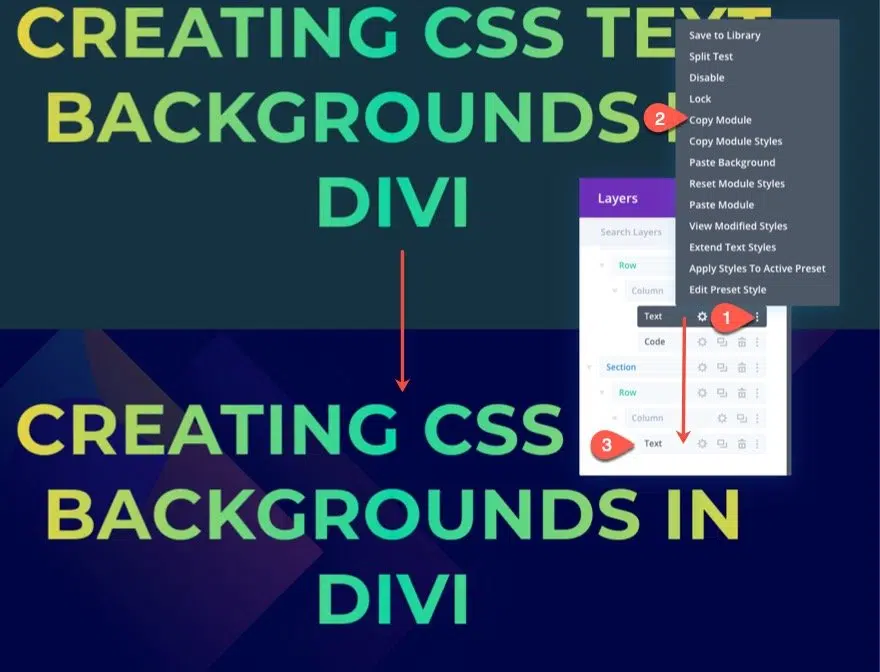 CREATING CSS TEXT
BACKGROUNDS I
DIVI
Save to Library
Split Test
Disable
Lock
2
Copy Module
Copy Module Styles
Paste Background
Reset Module Styles
Paste Module
View Modified Styles
Extend Text Styles
Apply Styles To Active Preset
Edit Preset Style
Layers
Search Layers
Row
Column
Text
1
Code
Section
Row
Column
3
Text
CREATING CSS
BACKGROUNDS IN
DIVI